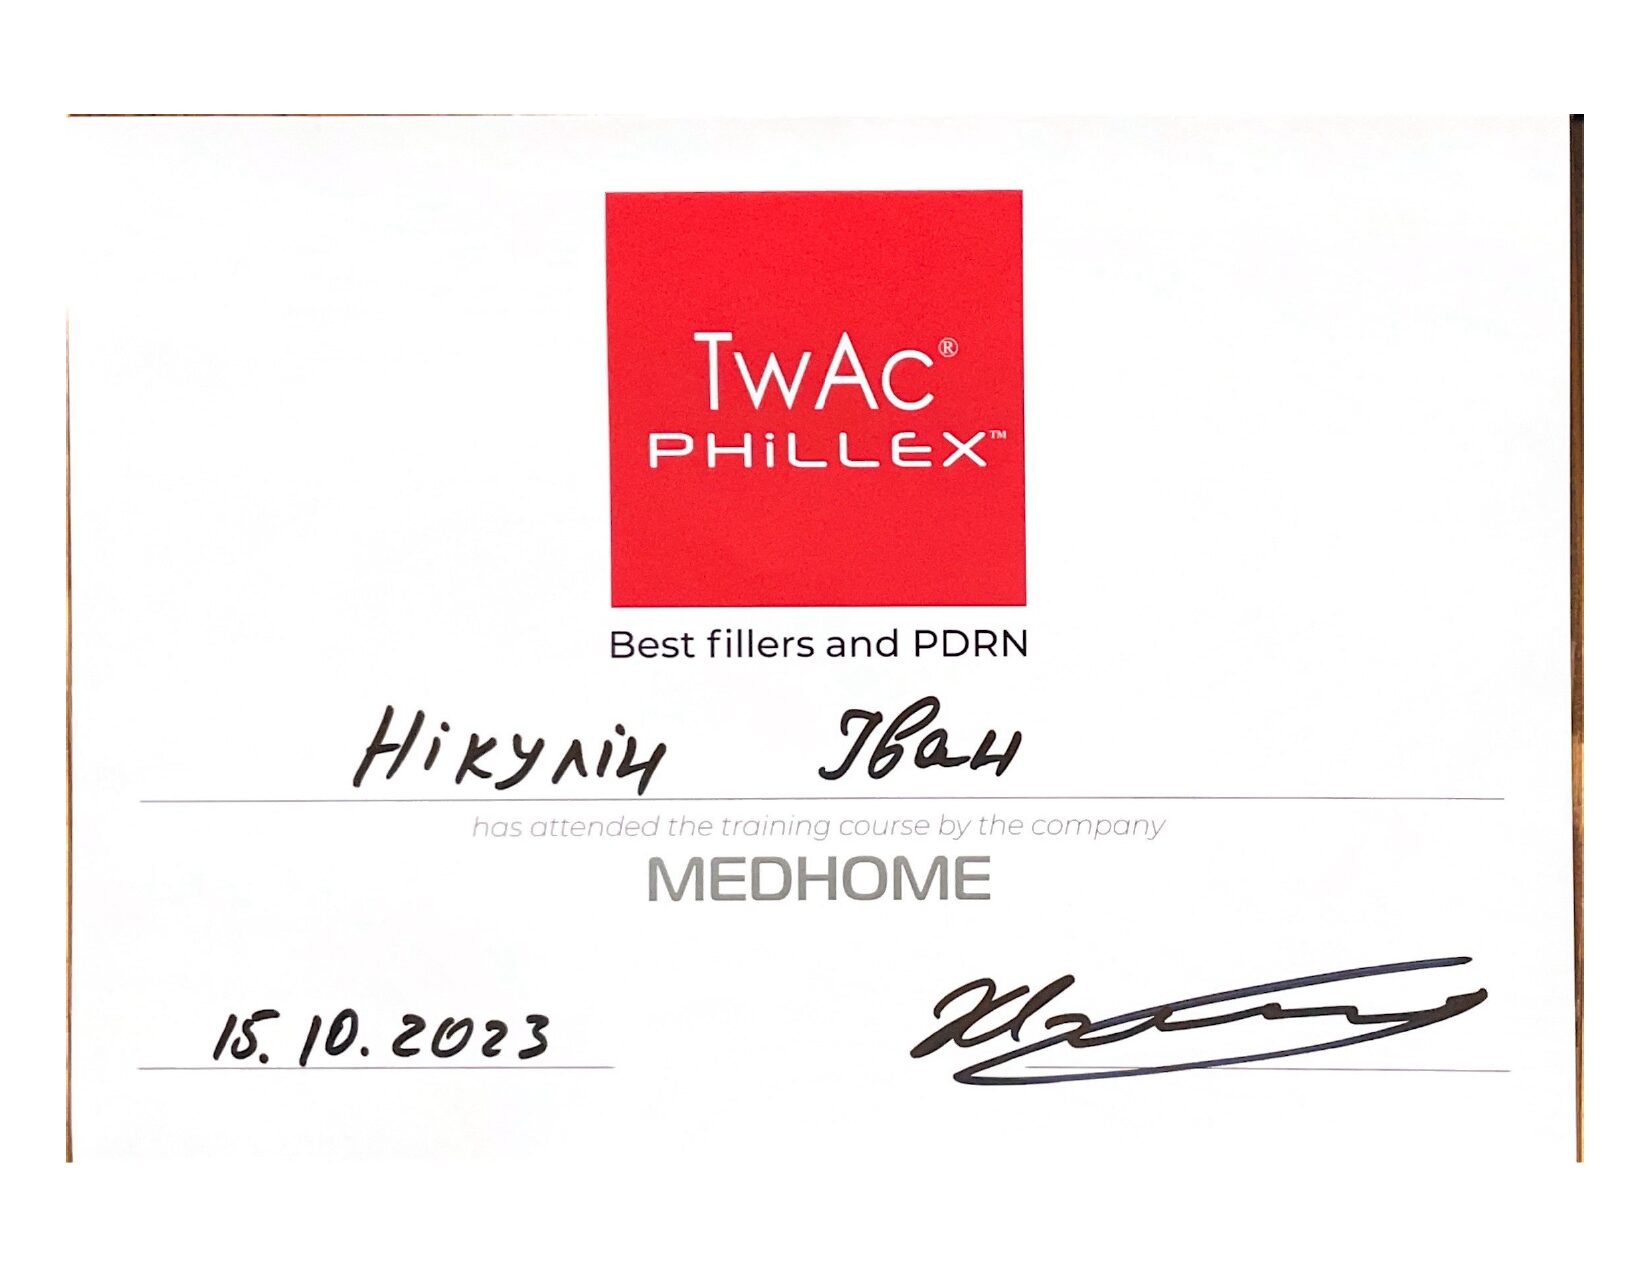 TwAc®
PHiLLEX™
Best fillers and PDRN
Нікулін Іван
has attended the training course by the company
MEDHOME
15.10.2023